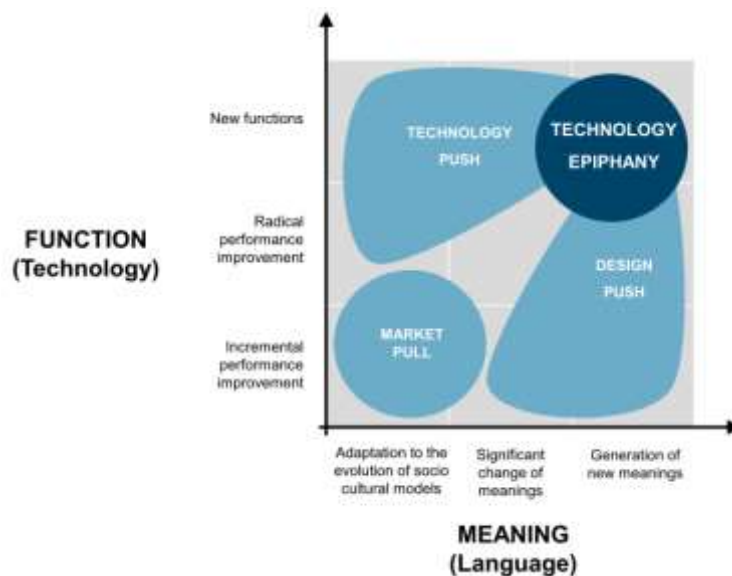 New functions
TECHNOLOGY
PUSH
TECHNOLOGY
EPIPHANY
FUNCTION
(Technology)
Radical
performance
improvement
DESIGN
PUSH
MARKET
PULL
Incremental
performance
improvement
Adaptation to the
evolution of socio
cultural models
Significant
change of
meanings
Generation of
new meanings
MEANING
(Language)